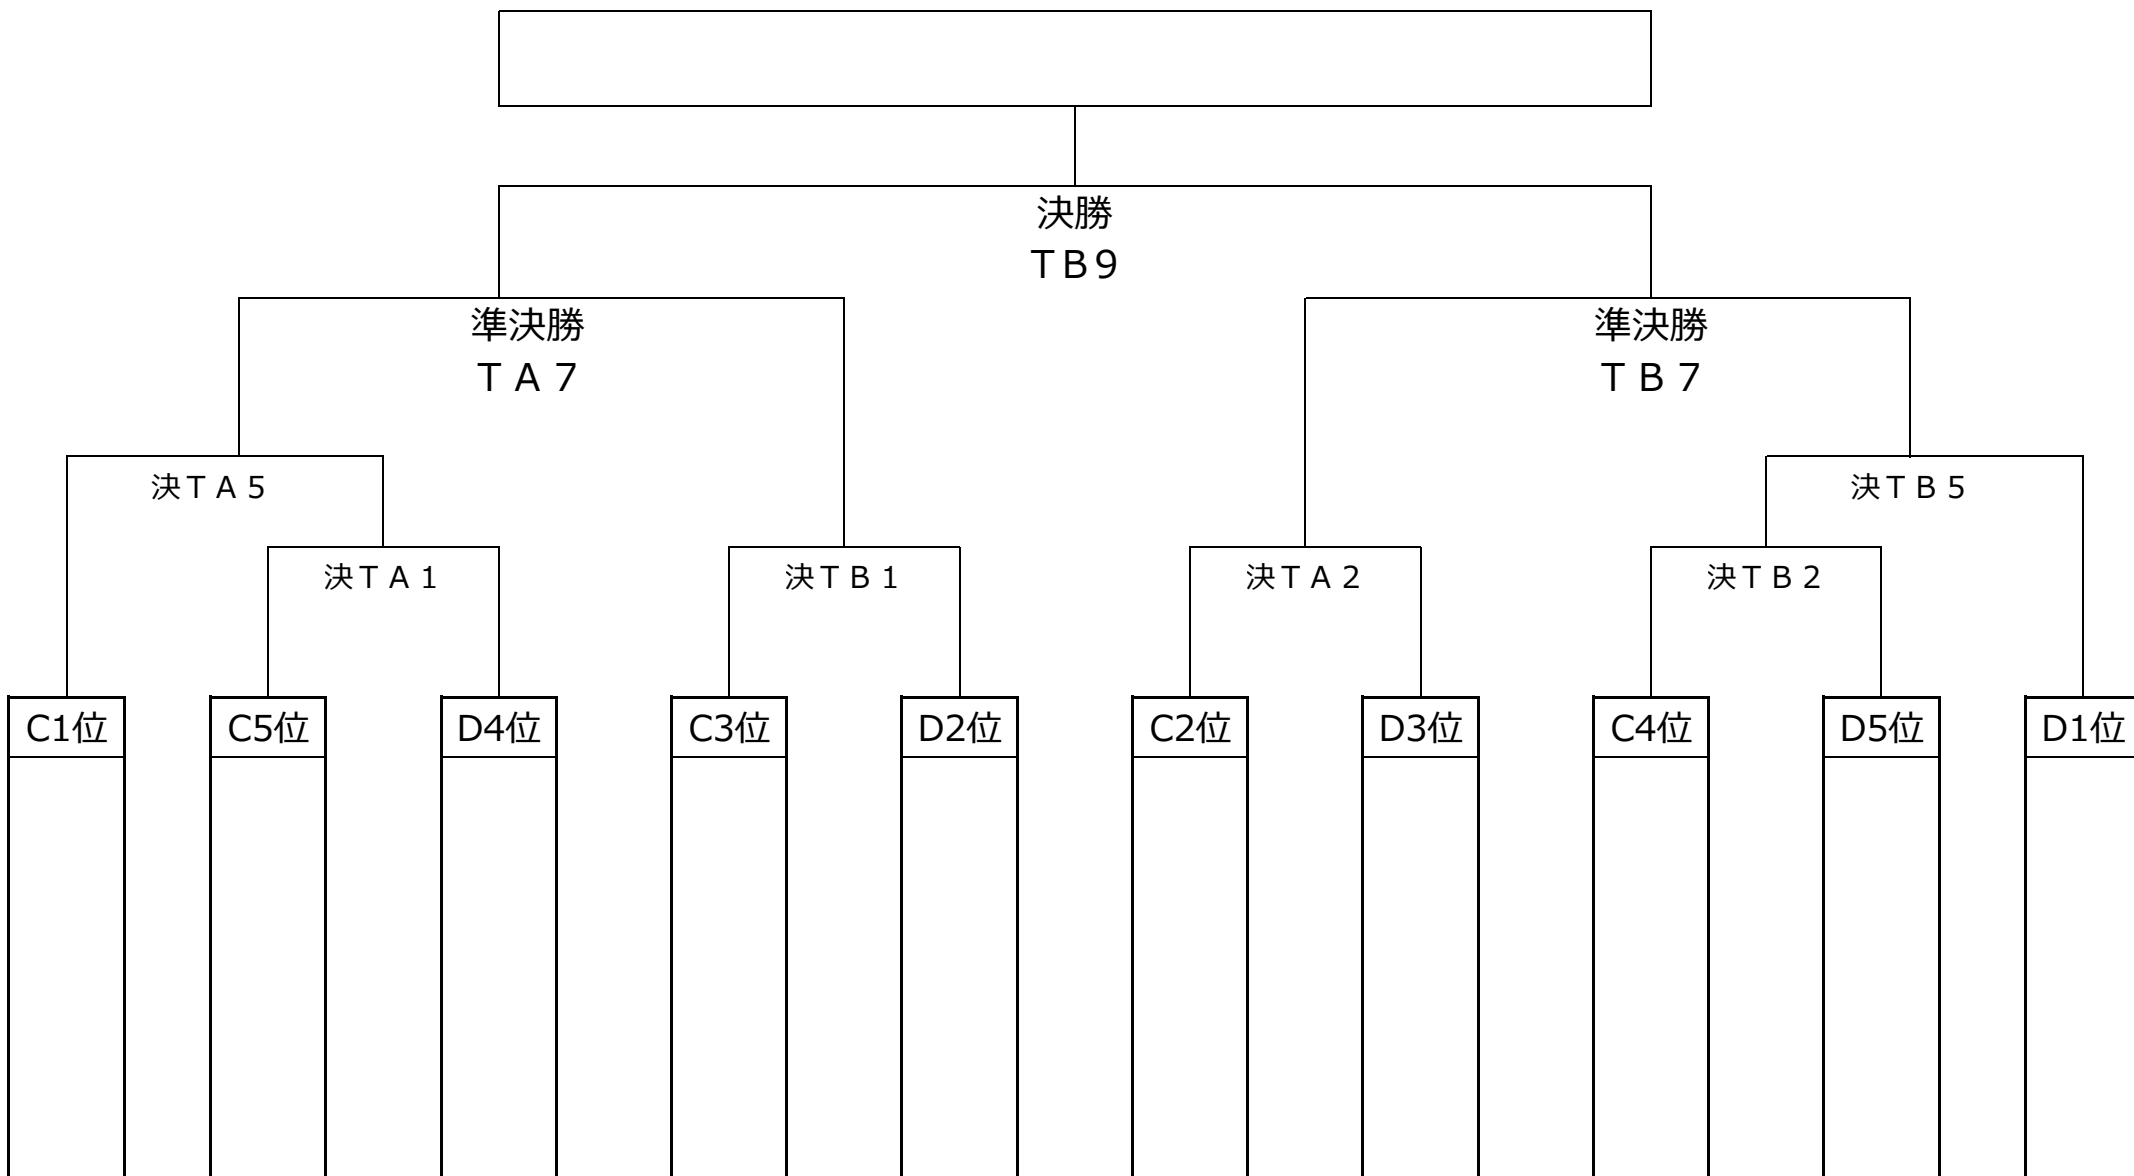 決勝
ＴＢ9
準決勝
ＴＡ７
準決勝
ＴＢ７
決ＴＡ５
決ＴＢ５
決ＴＡ１
決ＴＢ１
決ＴＡ２
決ＴＢ２
C1位
C5位
D4位
C3位
D2位
C2位
D3位
C4位
D5位
D1位